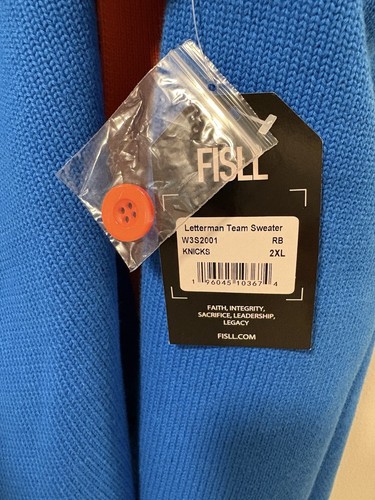 FISLL
Letterman Team Sweater
W3S2001 RB
KNICKS 2XL
1 96045 10367 4
FAITH, INTEGRITY,
SACRIFICE, LEADERSHIP,
LEGACY
FISLL.COM